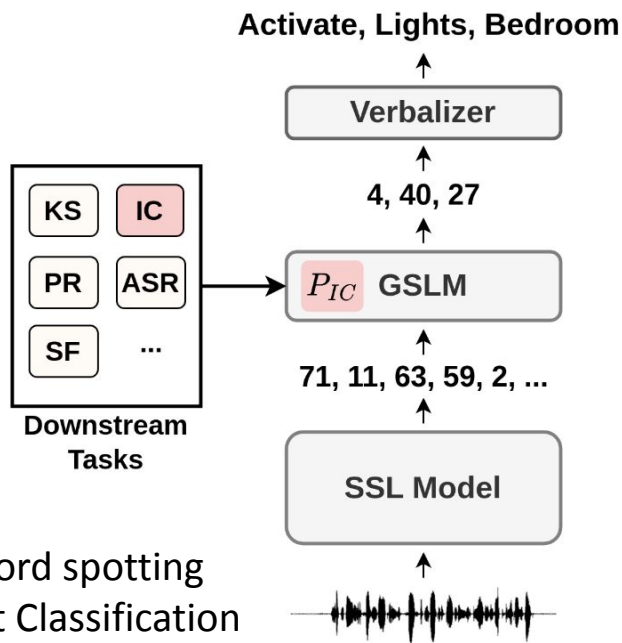 Activate, Lights, Bedroom
Verbalizer
4, 40, 27
KS IC
PR ASR
SF ...
Downstream
Tasks
P_IC GSLM
71, 11, 63, 59, 2, ...
SSL Model
ord spotting
t Classification